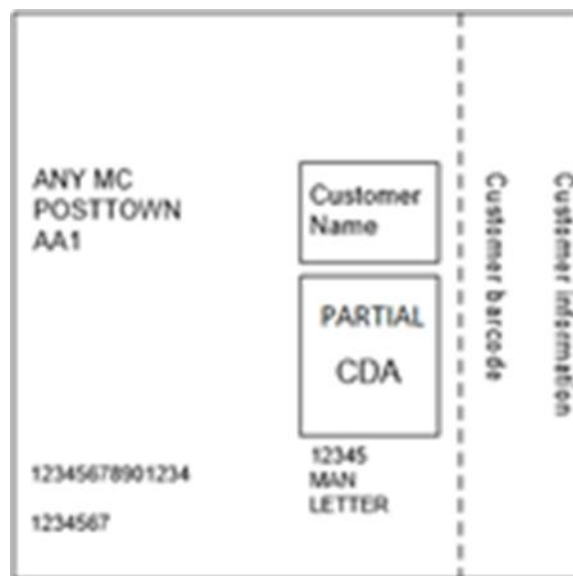 ANY MC
POSTTOWN
AA1
Customer
Name
PARTIAL
CDA
12345678901234
1234567
12345
MAN
LETTER
Customer barcode
Customer information